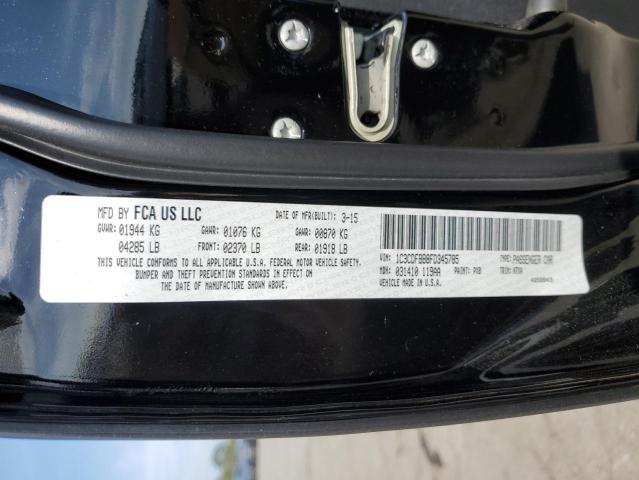 MFD BY FCA US LLC DATE OF MFR(BUILT): 3-15
GVWR: 01944 KG GAWR: 01076 KG GAWR: 00870 KG
04285 LB FRONT: 02370 LB REAR: 01918 LB
THIS VEHICLE CONFORMS TO ALL APPLICABLE U.S.A. FEDERAL MOTOR VEHICLE SAFETY,
BUMPER AND THEFT PREVENTION STANDARDS IN EFFECT ON
THE DATE OF MANUFACTURE SHOWN ABOVE.
VIN: 1C3CDFBB8FD345785 TYPE: PASSENGER CAR
MDH: 031410 119AA PAINT: PXB TRIM:
VEHICLE MADE IN U.S.A.